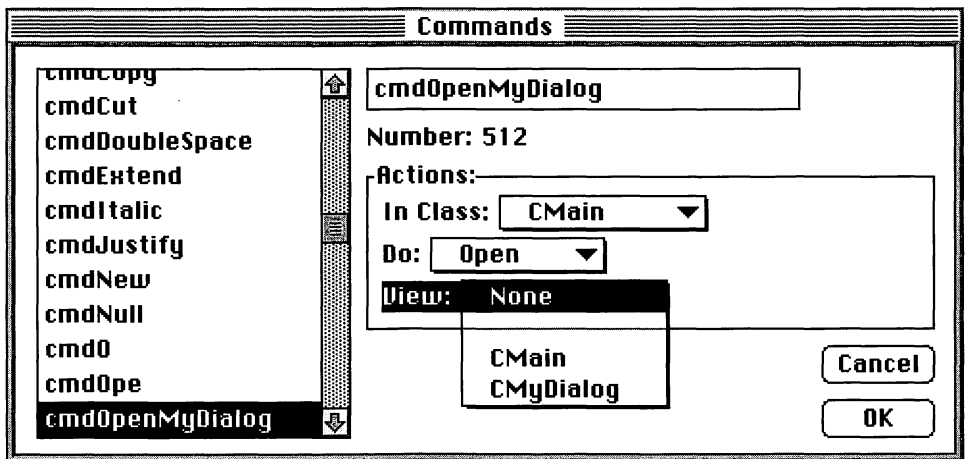 Commands
cmdCopy
cmdCut
cmdDoubleSpace
cmdExtend
cmdItalic
cmdJustify
cmdNew
cmdNull
cmdO
cmdOpe
cmdOpenMyDialog
cmdOpenMyDialog
Number: 512
Actions:
In Class: CMain
Do: Open
View: None
CMain
CMyDialog
Cancel
OK